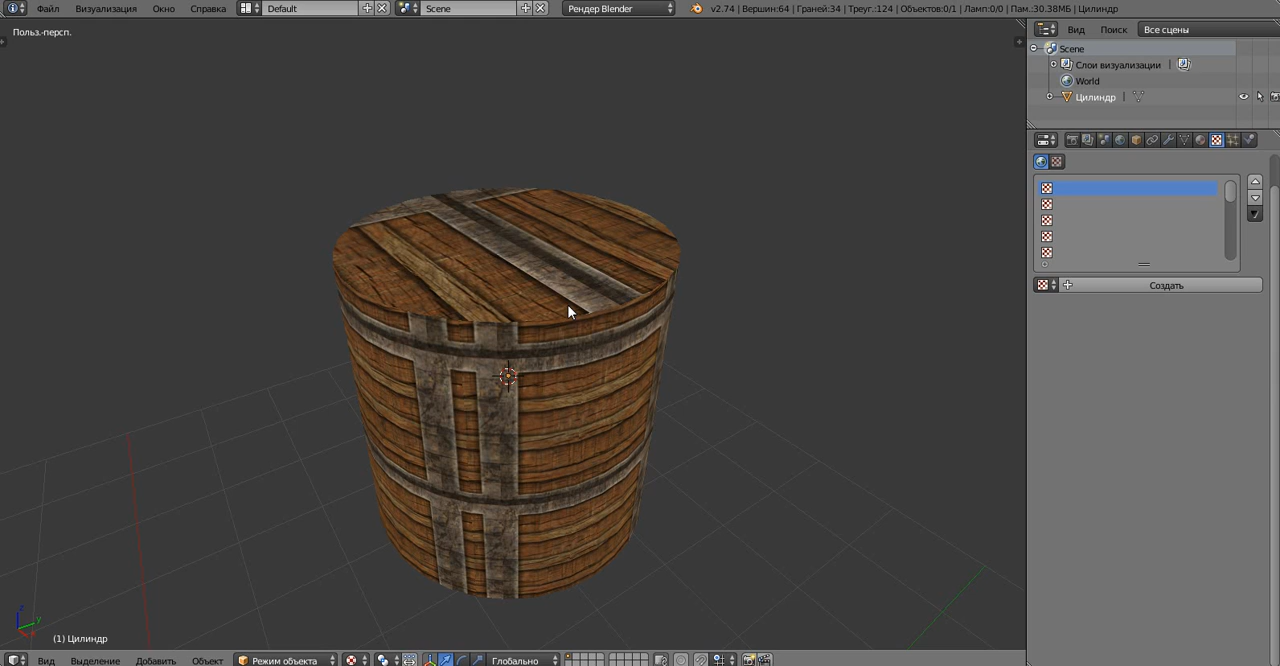 Файл Визуализация Окно Справка Default Scene Рендер Blender v2.74 | Вершин:64 | Граней:34 | Треуг.:124 | Объектов:0/1 | Ламп:0/0 | Пам.:30.38МБ | Цилиндр
Польз.-персп.
Вид Поиск Все сцены
Scene
Слои визуализации |
World
Цилиндр |
Создать
z
y
(1) Цилиндр
Вид Выделение Добавить Объект Режим объекта Глобально